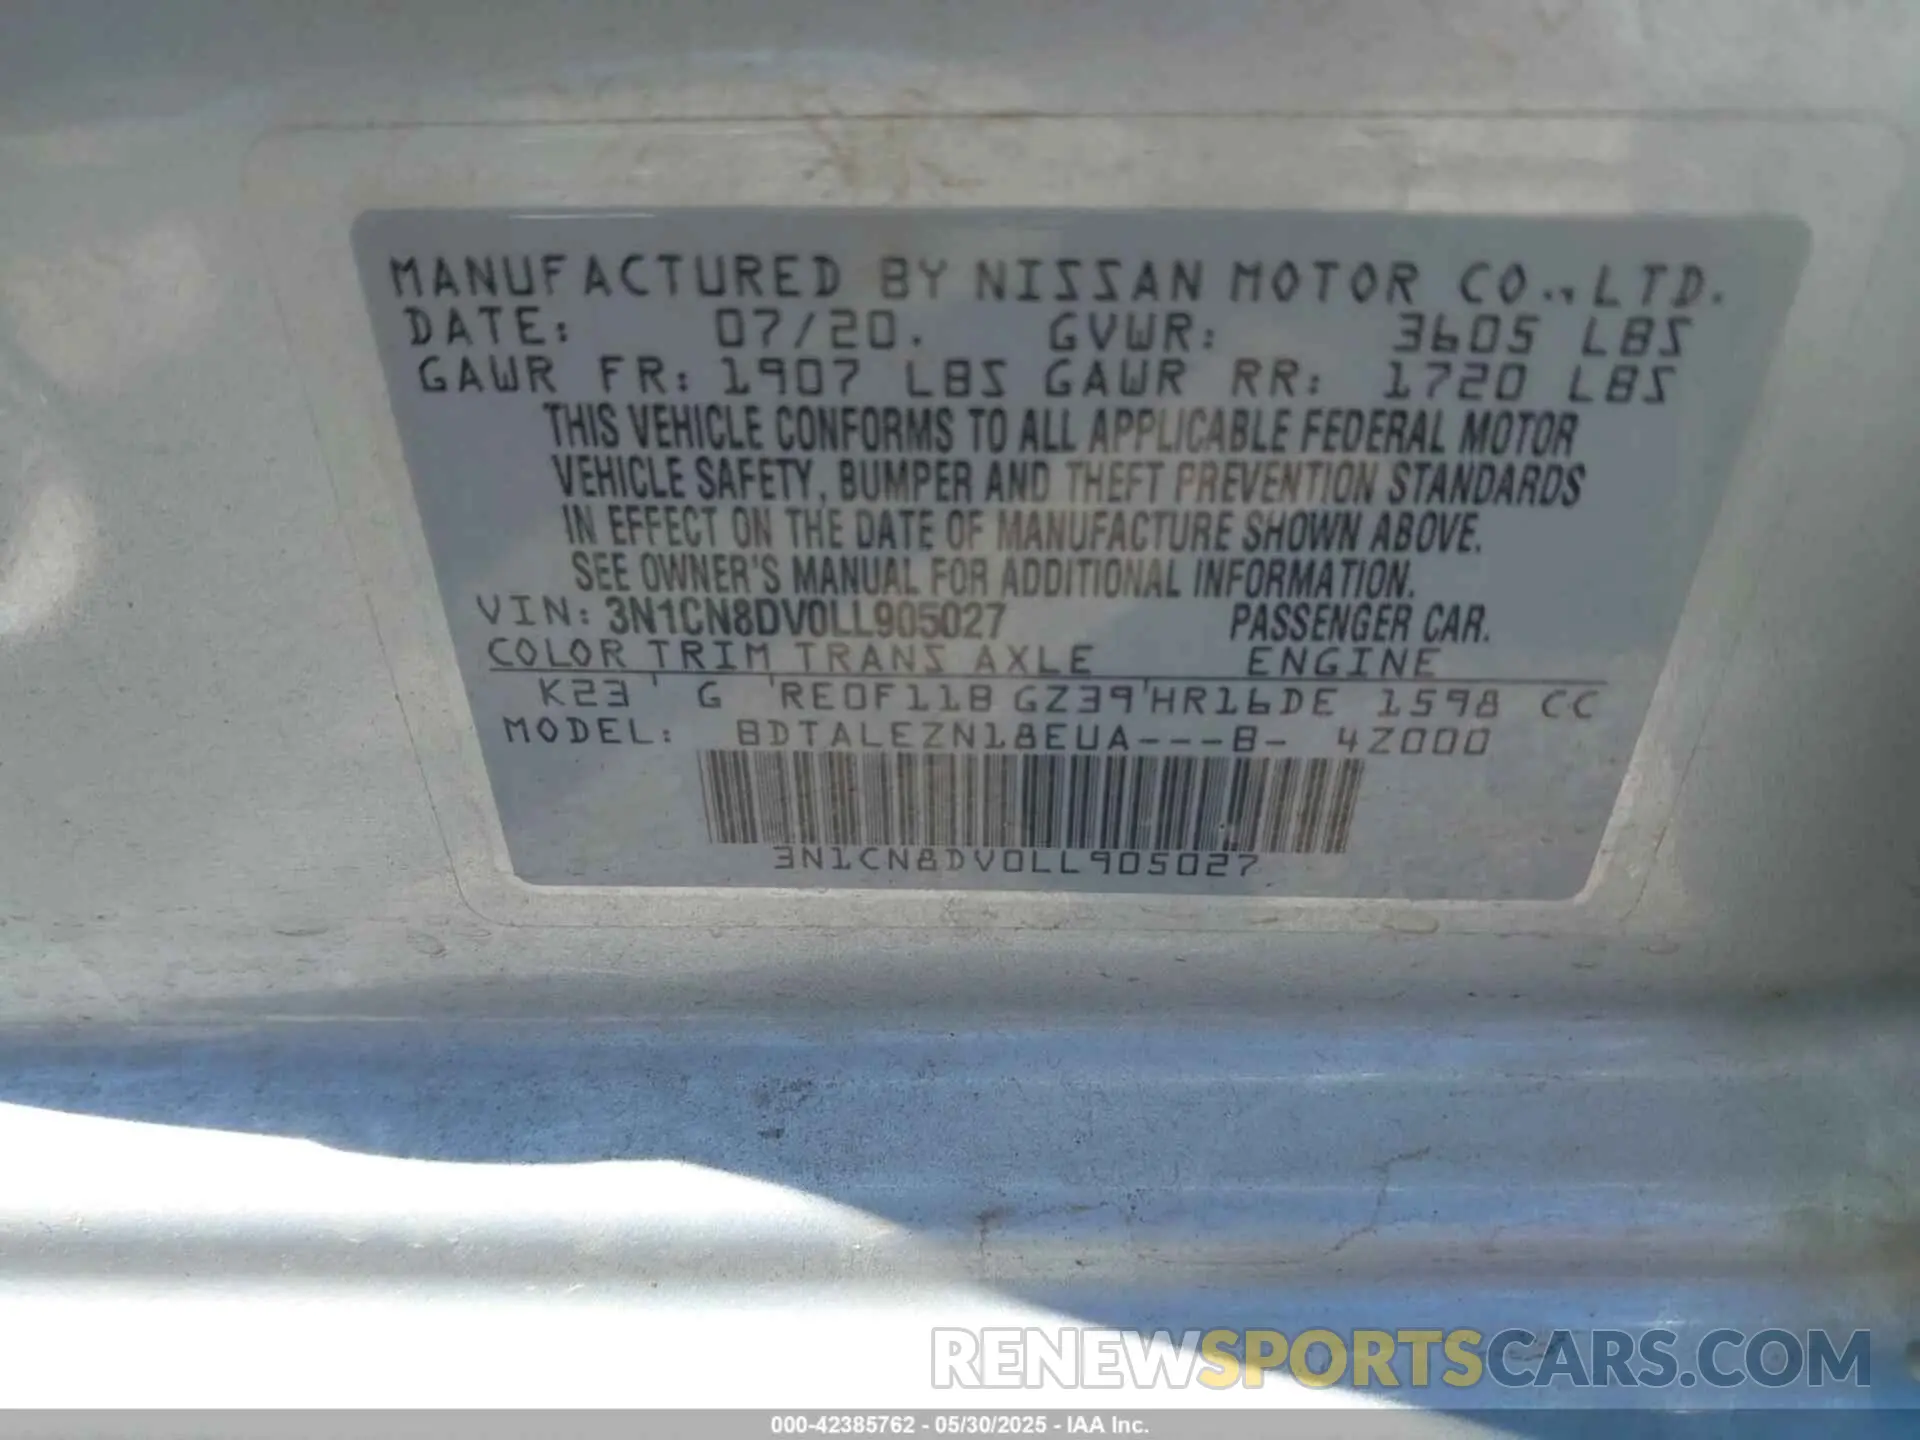 MANUFACTURED BY NISSAN MOTOR CO., LTD.
DATE: 07/20. GVWR: 3605 LBS
GAWR FR: 1907 LBS GAWR RR: 1720 LBS
THIS VEHICLE CONFORMS TO ALL APPLICABLE FEDERAL MOTOR
VEHICLE SAFETY, BUMPER AND THEFT PREVENTION STANDARDS
IN EFFECT ON THE DATE OF MANUFACTURE SHOWN ABOVE.
SEE OWNER'S MANUAL FOR ADDITIONAL INFORMATION.
VIN: 3N1CN8DV0LL905027 PASSENGER CAR.
COLOR TRIM TRANS AXLE ENGINE
K23 ' G 'RE0F11B GZ39'HR16DE 1598 CC
MODEL: BDTALEZN18EUA---B- 4Z000
3N1CN8DV0LL905027
RENEWSPORTSCARS.COM
000-42385762 - 05/30/2025 - IAA Inc.